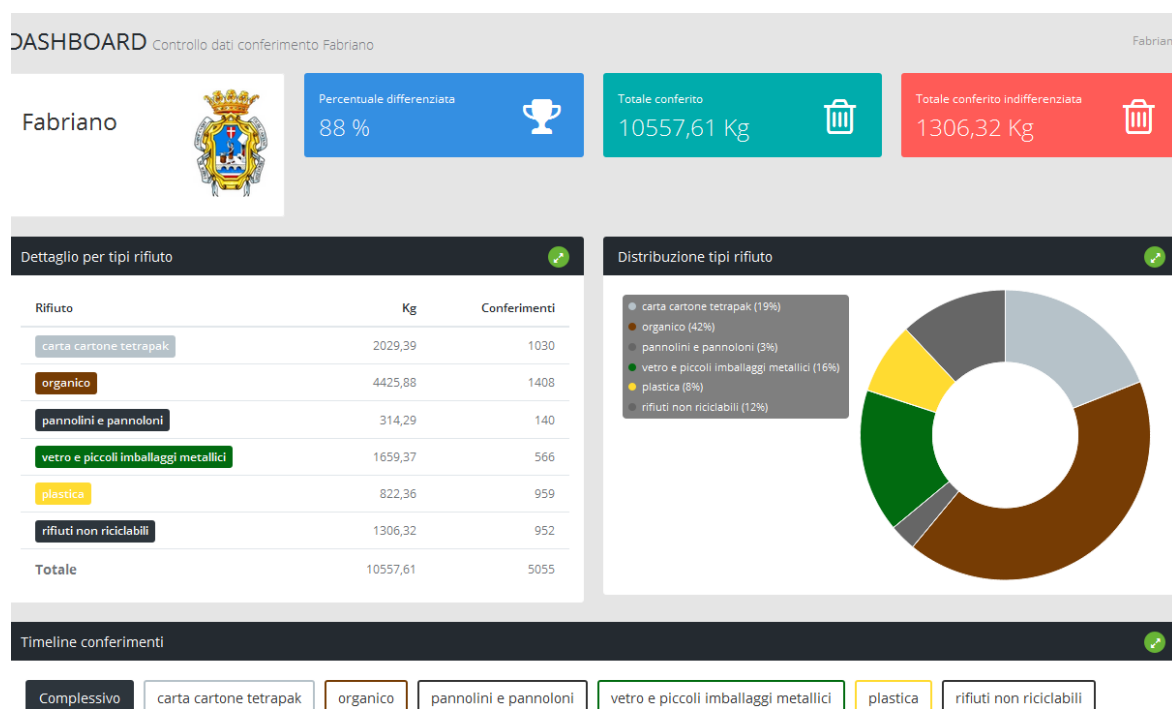 DASHBOARD Controllo dati conferimento Fabriano
Fabrian
Fabriano
Percentuale differenziata
88 %
Totale conferito
10557,61 Kg
Totale conferito indifferenziata
1306,32 Kg
Dettaglio per tipi rifiuto
Rifiuto Kg Conferimenti
carta cartone tetrapak 2029,39 1030
organico 4425,88 1408
pannolini e pannoloni 314,29 140
vetro e piccoli imballaggi metallici 1659,37 566
plastica 822,36 959
rifiuti non riciclabili 1306,32 952
Totale 10557,61 5055
Distribuzione tipi rifiuto
carta cartone tetrapak (19%)
organico (42%)
pannolini e pannoloni (3%)
vetro e piccoli imballaggi metallici (16%)
plastica (8%)
rifiuti non riciclabili (12%)
Timeline conferimenti
Complessivo carta cartone tetrapak organico pannolini e pannoloni vetro e piccoli imballaggi metallici plastica rifiuti non riciclabili